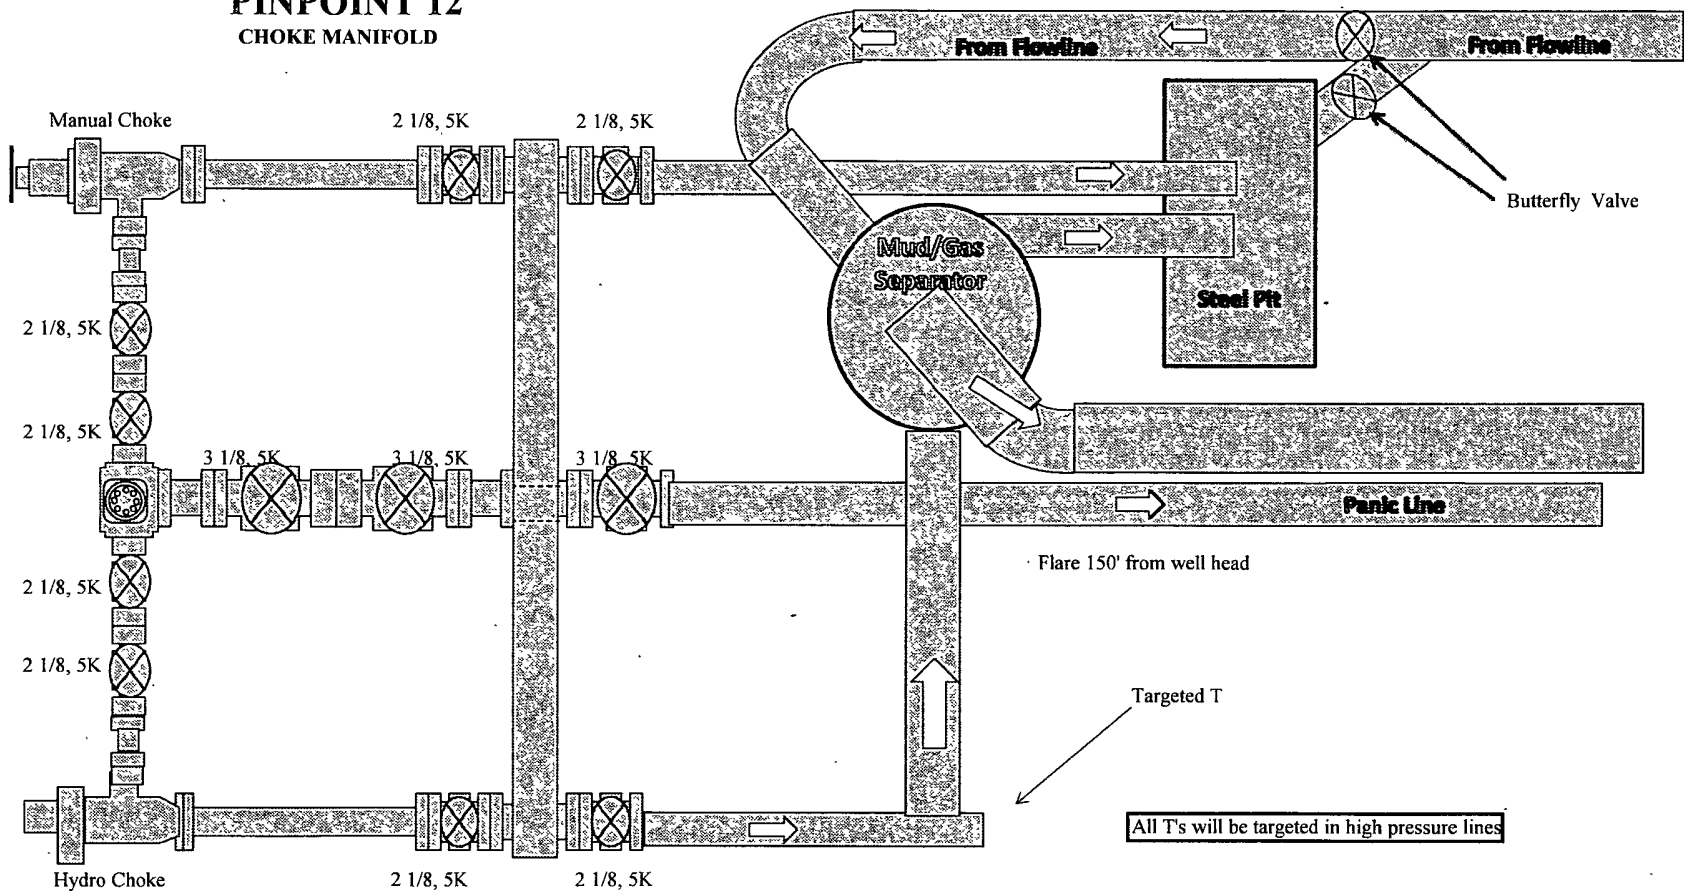 PINPOINT 12
CHOKE MANIFOLD
From Flowline
From Flowline
Manual Choke
2 1/8, 5K
2 1/8, 5K
Butterfly Valve
Mud/Gas
Separator
Steel Pit
2 1/8, 5K
2 1/8, 5K
3 1/8, 5K
3 1/8, 5K
3 1/8, 5K
Panic Line
Flare 150' from well head
2 1/8, 5K
2 1/8, 5K
Targeted T
All T's will be targeted in high pressure lines
Hydro Choke
2 1/8, 5K
2 1/8, 5K